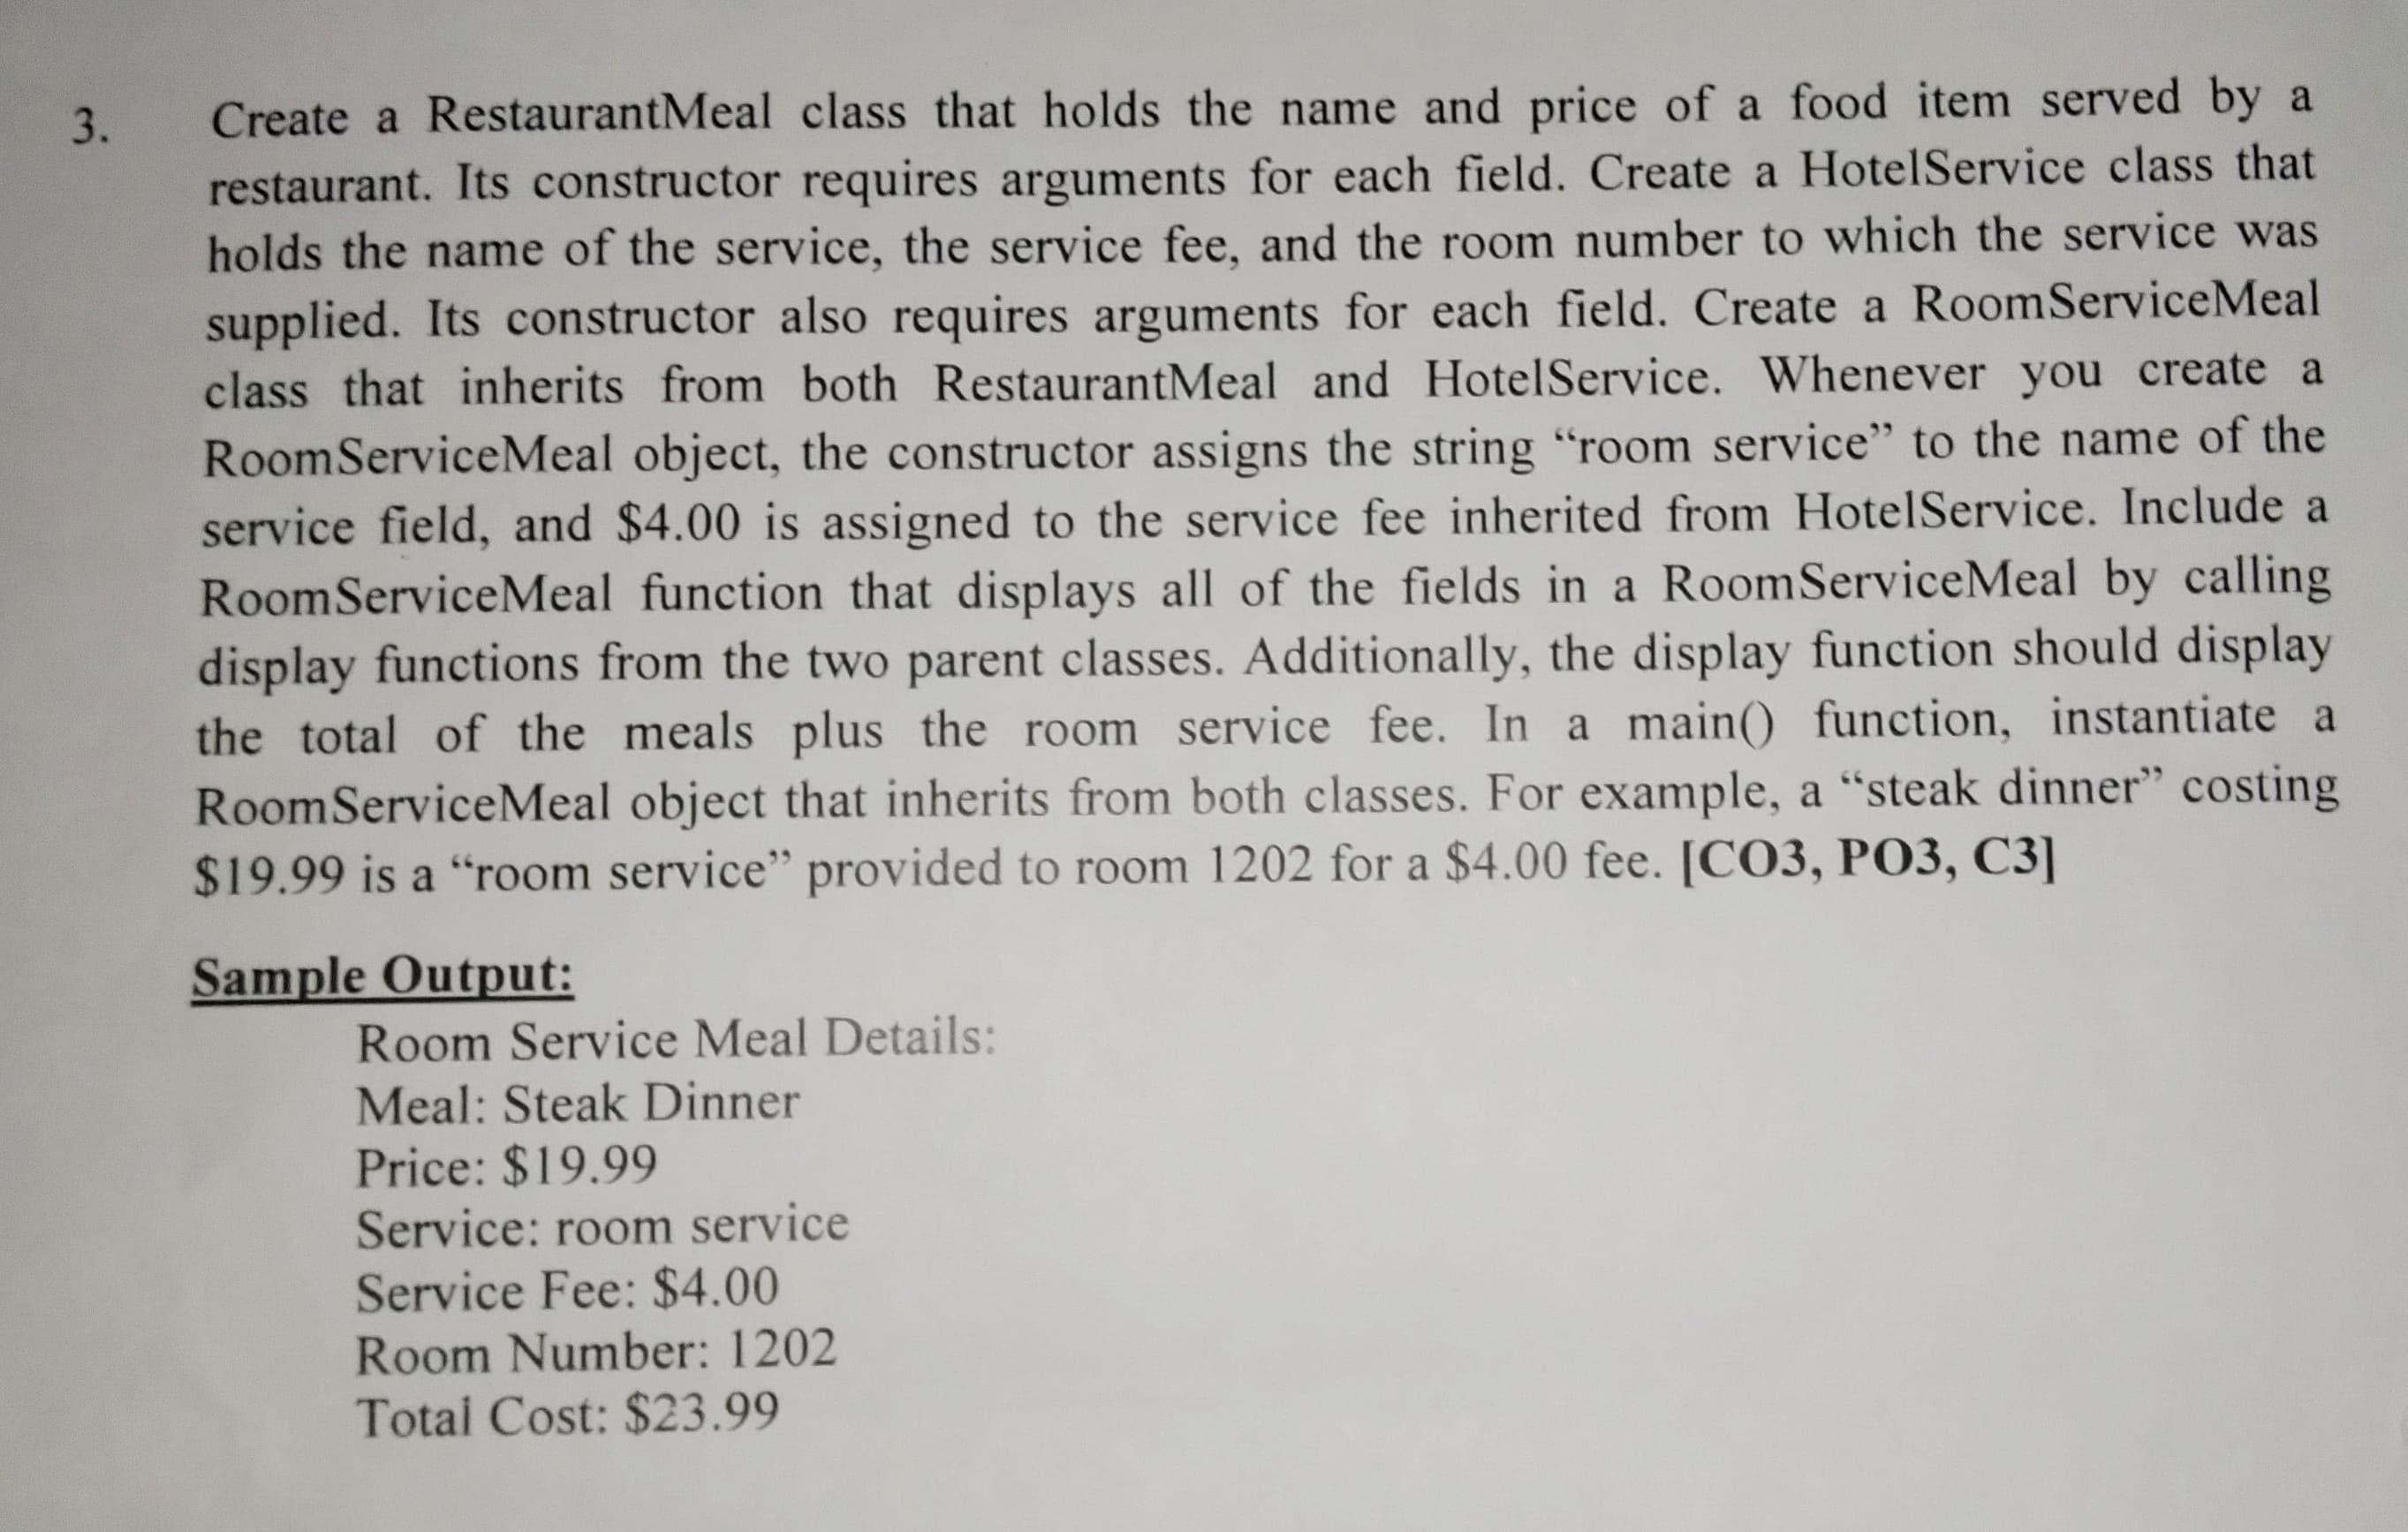 3. Create a RestaurantMeal class that holds the name and price of a food item served by a
restaurant. Its constructor requires arguments for each field. Create a HotelService class that
holds the name of the service, the service fee, and the room number to which the service was
supplied. Its constructor also requires arguments for each field. Create a RoomServiceMeal
class that inherits from both RestaurantMeal and HotelService. Whenever you create a
RoomServiceMeal object, the constructor assigns the string “room service” to the name of the
service field, and $4.00 is assigned to the service fee inherited from HotelService. Include a
RoomServiceMeal function that displays all of the fields in a RoomServiceMeal by calling
display functions from the two parent classes. Additionally, the display function should display
the total of the meals plus the room service fee. In a main() function, instantiate a
RoomServiceMeal object that inherits from both classes. For example, a “steak dinner” costing
$19.99 is a “room service” provided to room 1202 for a $4.00 fee. [CO3, PO3, C3]
Sample Output:
Room Service Meal Details:
Meal: Steak Dinner
Price: $19.99
Service: room service
Service Fee: $4.00
Room Number: 1202
Total Cost: $23.99